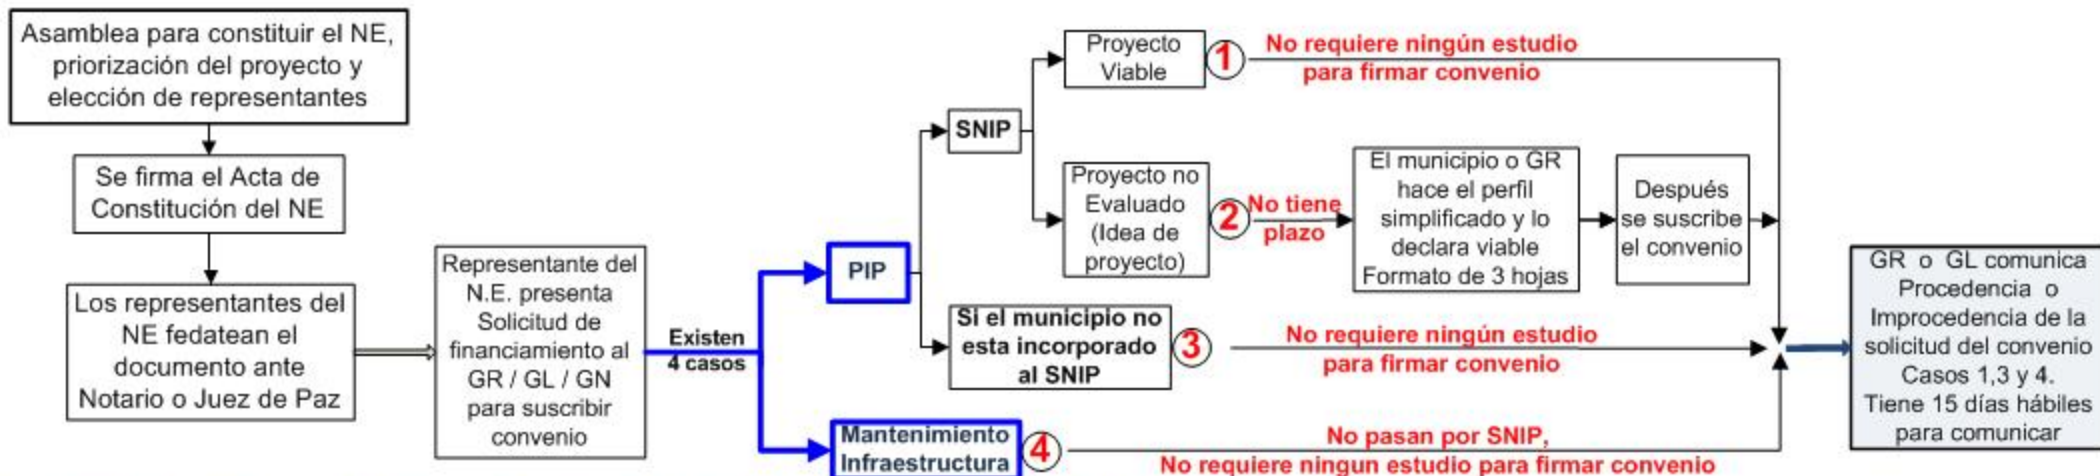 Asamblea para constituir el NE,
priorización del proyecto y
elección de representantes
Se firma el Acta de
Constitución del NE
Los representantes del
NE fedatean el
documento ante
Notario o Juez de Paz
Representante del
N.E. presenta
Solicitud de
financiamiento al
GR / GL / GN
para suscribir
convenio
Existen
4 casos
PIP
SNIP
Proyecto
Viable
1
No requiere ningún estudio
para firmar convenio
Proyecto no
Evaluado
(Idea de
proyecto)
2
No tiene
plazo
El municipio o GR
hace el perfil
simplificado y lo
declara viable
Formato de 3 hojas
Después
se suscribe
el convenio
Si el municipio no
esta incorporado
al SNIP
3
No requiere ningún estudio
para firmar convenio
Mantenimiento
Infraestructura
4
No pasan por SNIP,
No requiere ningun estudio para firmar convenio
GR o GL comunica
Procedencia o
Improcedencia de la
solicitud del convenio
Casos 1,3 y 4.
Tiene 15 días hábiles
para comunicar